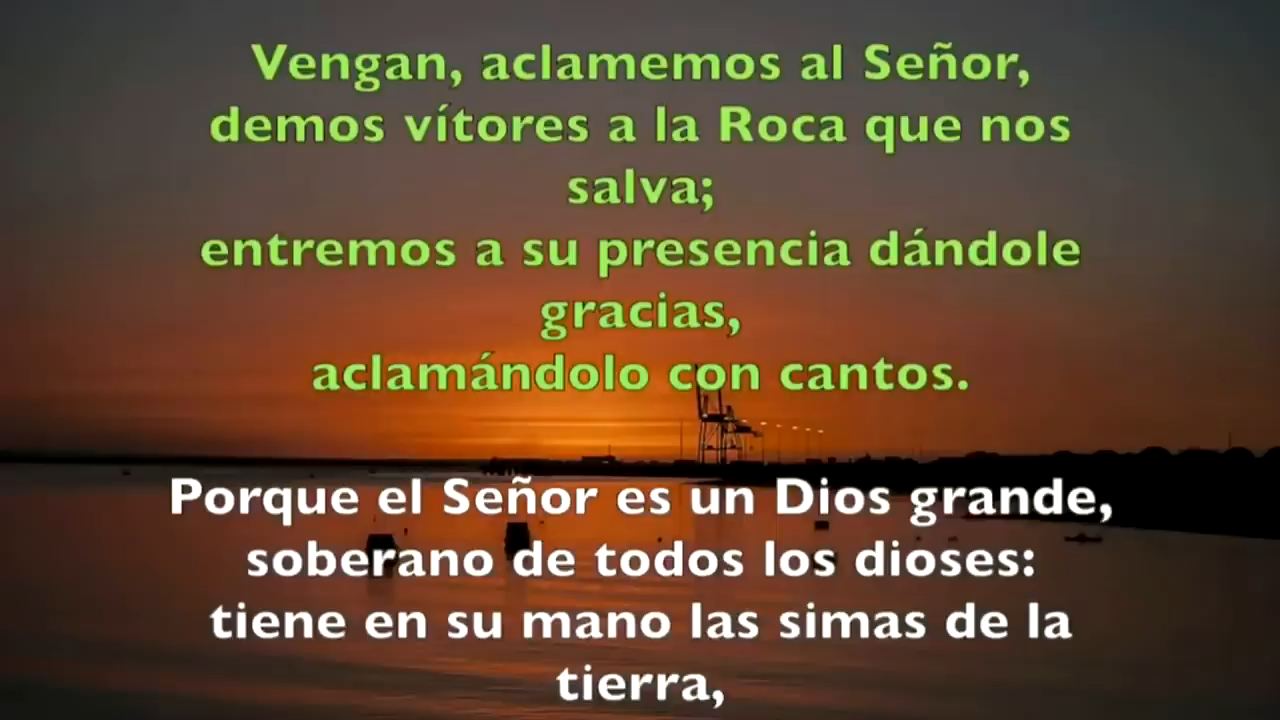 Vengan, aclamemos al Señor,
demos vítores a la Roca que nos
salva;
entremos a su presencia dándole
gracias,
aclamándolo con cantos.
Porque el Señor es un Dios grande,
soberano de todos los dioses:
tiene en su mano las simas de la
tierra,